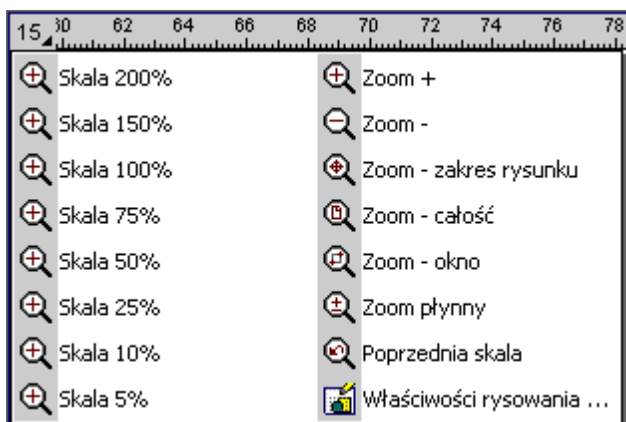 15 60 62 64 66 68 70 72 74 76 78
Skala 200%
Skala 150%
Skala 100%
Skala 75%
Skala 50%
Skala 25%
Skala 10%
Skala 5%
Zoom +
Zoom -
Zoom - zakres rysunku
Zoom - całość
Zoom - okno
Zoom płynny
Poprzednia skala
Właściwości rysowania ...